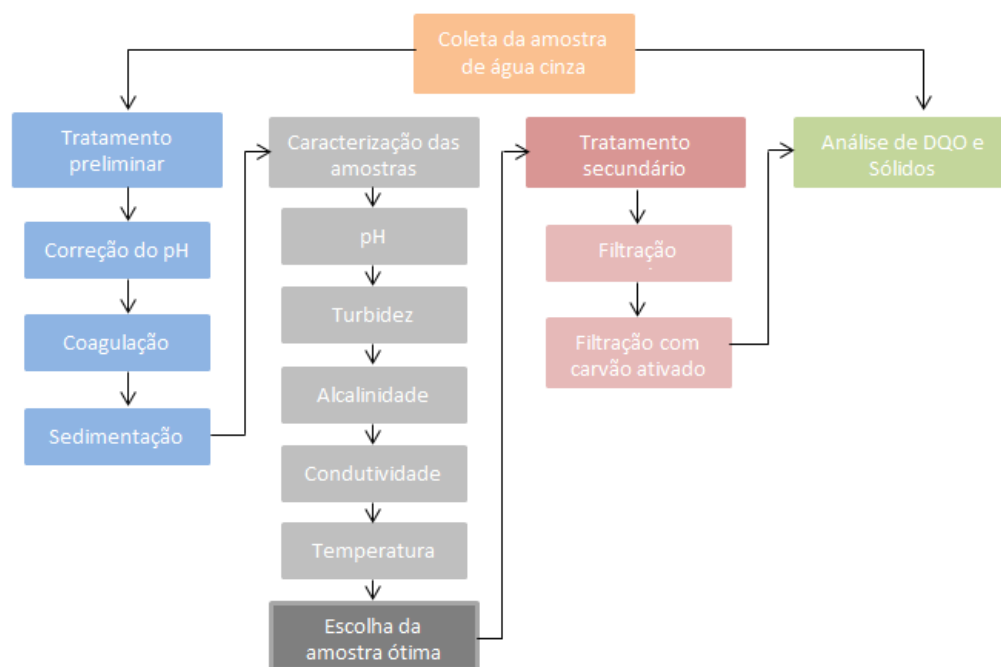 Coleta da amostra
de água cinza
Tratamento
preliminar
Correção do pH
Coagulação
Sedimentação
Caracterização das
amostras
pH
Turbidez
Alcalinidade
Condutividade
Temperatura
Escolha da
amostra ótima
Tratamento
secundário
Filtração
Filtração com
carvão ativado
Análise de DQO e
Sólidos